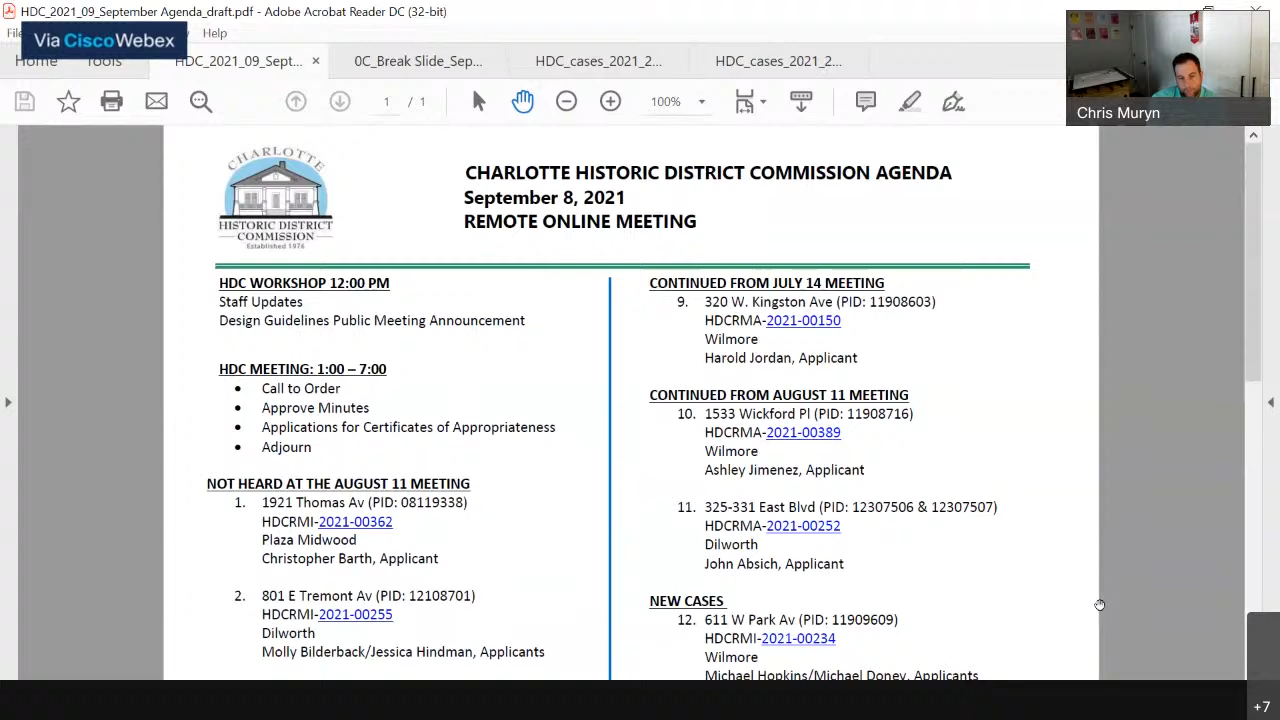 HDC_2021_09_September Agenda_draft.pdf - Adobe Acrobat Reader DC (32-bit)
Via CiscoWebex
Help
Home
Tools
HDC_2021_09_Sept... ×
0C_Break Slide_Sep...
HDC_cases_2021_2...
HDC_cases_2021_2...
1 / 1
100%
Chris Muryn
CHARLOTTE
HISTORIC DISTRICT
COMMISSION
Established 1976
CHARLOTTE HISTORIC DISTRICT COMMISSION AGENDA
September 8, 2021
REMOTE ONLINE MEETING
HDC WORKSHOP 12:00 PM
Staff Updates
Design Guidelines Public Meeting Announcement
HDC MEETING: 1:00 – 7:00
• Call to Order
• Approve Minutes
• Applications for Certificates of Appropriateness
• Adjourn
NOT HEARD AT THE AUGUST 11 MEETING
1. 1921 Thomas Av (PID: 08119338)
HDCRMI-2021-00362
Plaza Midwood
Christopher Barth, Applicant
2. 801 E Tremont Av (PID: 12108701)
HDCRMI-2021-00255
Dilworth
Molly Bilderback/Jessica Hindman, Applicants
CONTINUED FROM JULY 14 MEETING
9. 320 W. Kingston Ave (PID: 11908603)
HDCRMA-2021-00150
Wilmore
Harold Jordan, Applicant
CONTINUED FROM AUGUST 11 MEETING
10. 1533 Wickford Pl (PID: 11908716)
HDCRMA-2021-00389
Wilmore
Ashley Jimenez, Applicant
11. 325-331 East Blvd (PID: 12307506 & 12307507)
HDCRMA-2021-00252
Dilworth
John Absich, Applicant
NEW CASES
12. 611 W Park Av (PID: 11909609)
HDCRMI-2021-00234
Wilmore
Michael Hopkins/Michael Doney, Applicants
+7